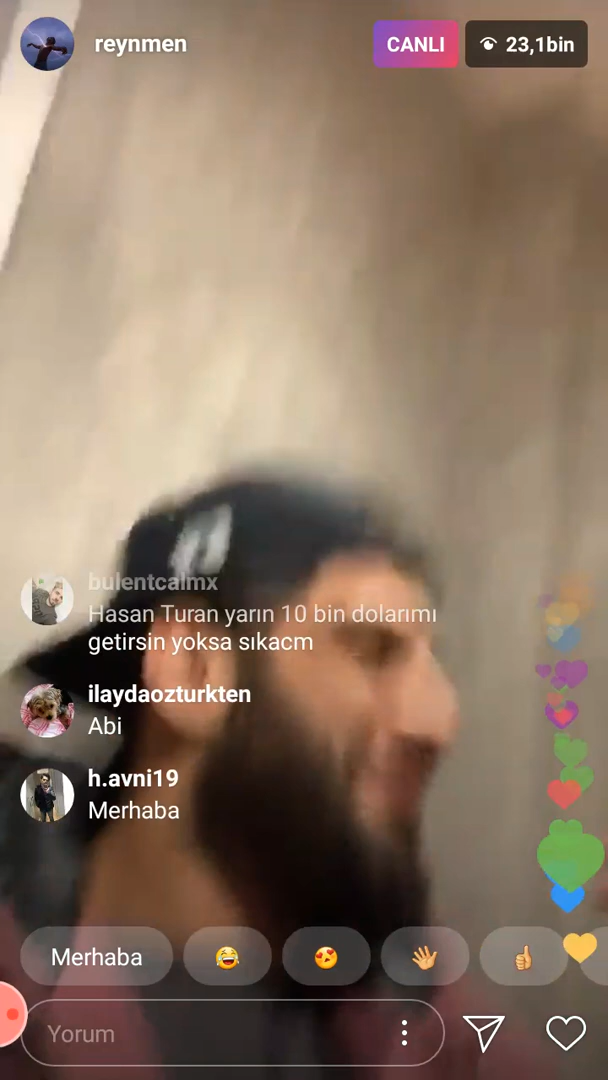 reynmen
CANLI
23,1bin
bulentcalmx
Hasan Turan yarın 10 bin dolarımı
getirsin yoksa sıkacm
ilaydaozturkten
Abi
h.avni19
Merhaba
Merhaba
Yorum